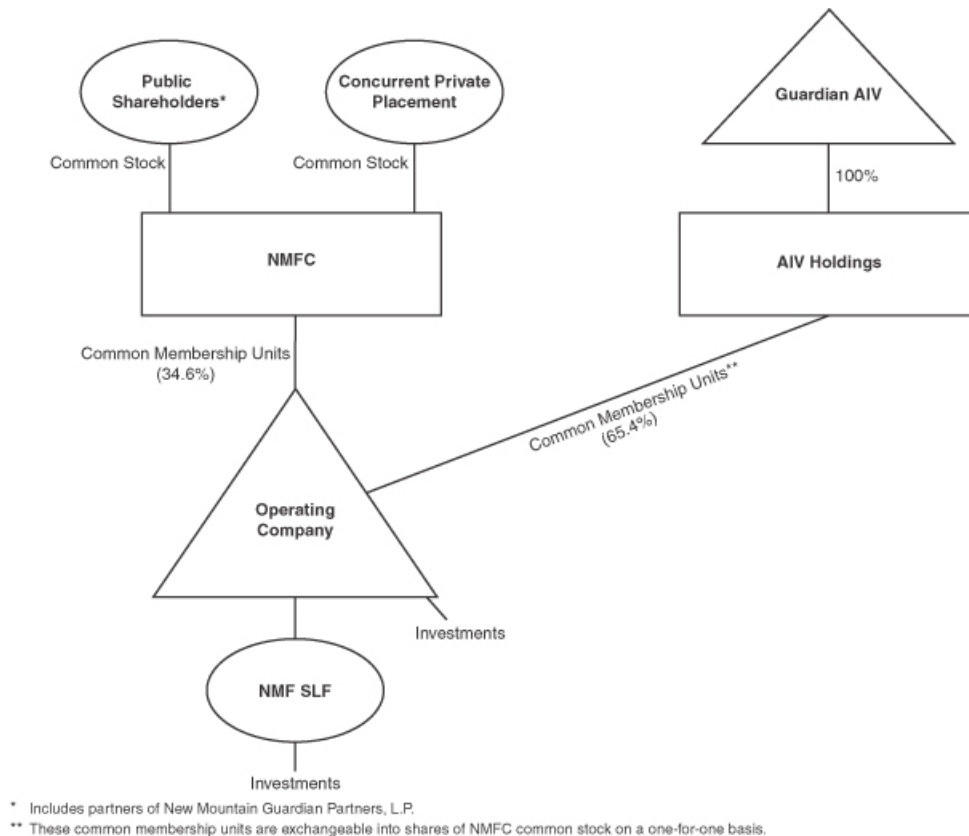 Public
Shareholders*
Concurrent Private
Placement
Guardian AIV
Common Stock
Common Stock
100%
NMFC
AIV Holdings
Common Membership Units
(34.6%)
Common Membership Units**
(65.4%)
Operating
Company
Investments
NMF SLF
Investments
* Includes partners of New Mountain Guardian Partners, L.P.
** These common membership units are exchangeable into shares of NMFC common stock on a one-for-one basis.